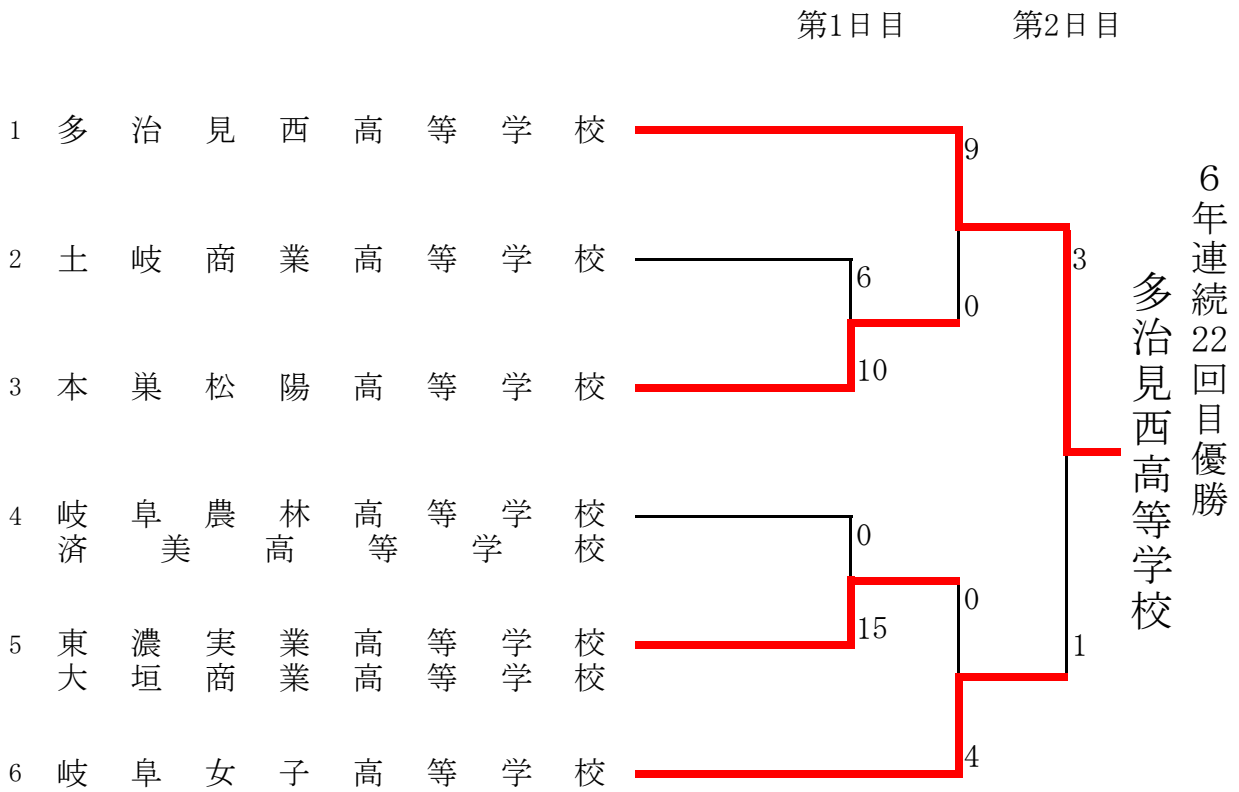 第1日目 第2日目
1 多治見西高等学校
9
2 土岐商業高等学校
6
3
0
10
3 本巣松陽高等学校
4 岐阜農林高等学校
済美高等学校
0
0
15
5 東濃実業高等学校
大垣商業高等学校
1
4
6 岐阜女子高等学校
6年連続22回目優勝
多治見西高等学校